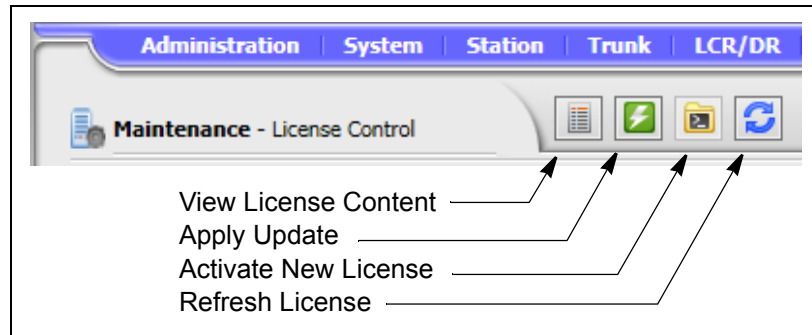 Administration System Station Trunk LCR/DR
Maintenance - License Control
View License Content
Apply Update
Activate New License
Refresh License